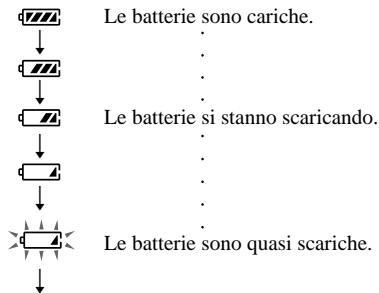 Le batterie sono cariche.
Le batterie si stanno scaricando.
Le batterie sono quasi scariche.